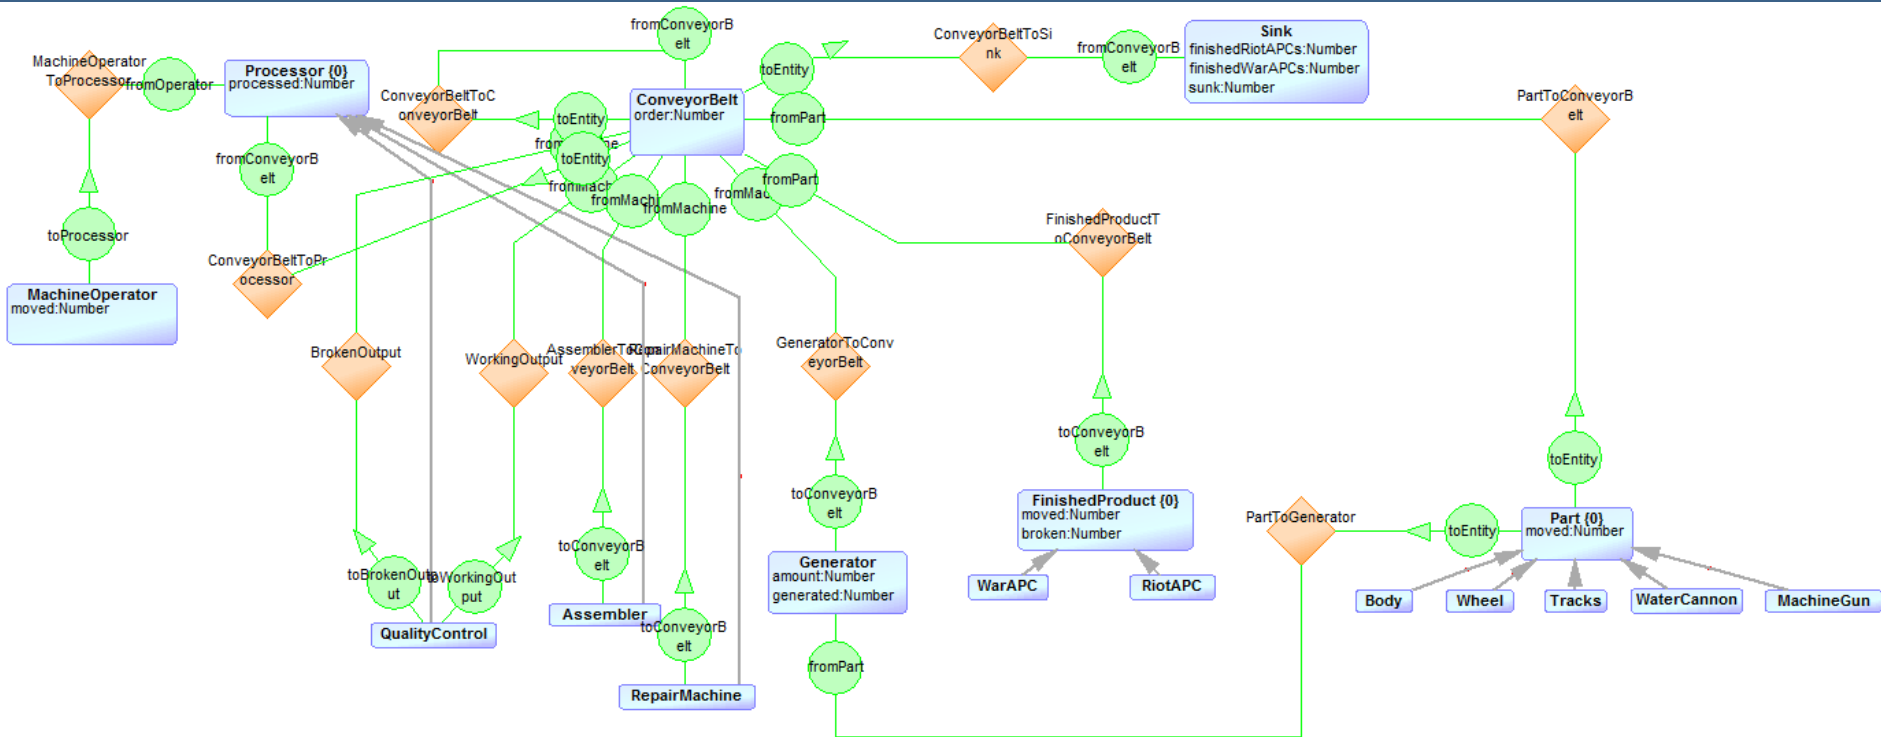 fromConveyorB
elt
MachineOperator
ToProcessor
fromOperator
Processor {0}
processed:Number
ConveyorBeltToC
onveyorBelt
toEntity
ConveyorBelt
order:Number
toEntity
fromPart
ConveyorBeltToSi
nk
fromConveyorB
elt
Sink
finishedRiotAPCs:Number
finishedWarAPCs:Number
sunk:Number
PartToConveyorB
elt
fromConveyorB
elt
toEntity
fromMachine
fromPart
toProcessor
ConveyorBeltToPr
ocessor
FinishedProductT
oConveyorBelt
MachineOperator
moved:Number
BrokenOutput
WorkingOutput
veyorBelt
RepairMachineTo
ConveyorBelt
GeneratorToConv
eyorBelt
toConveyorB
elt
toEntity
toConveyorB
elt
FinishedProduct {0}
moved:Number
broken:Number
PartToGenerator
toEntity
Part {0}
moved:Number
toConveyorB
elt
ut
toWorkingOut
put
Generator
amount:Number
generated:Number
WarAPC
RiotAPC
Body
Wheel
Tracks
WaterCannon
MachineGun
QualityControl
Assembler
toConveyorB
elt
fromPart
RepairMachine